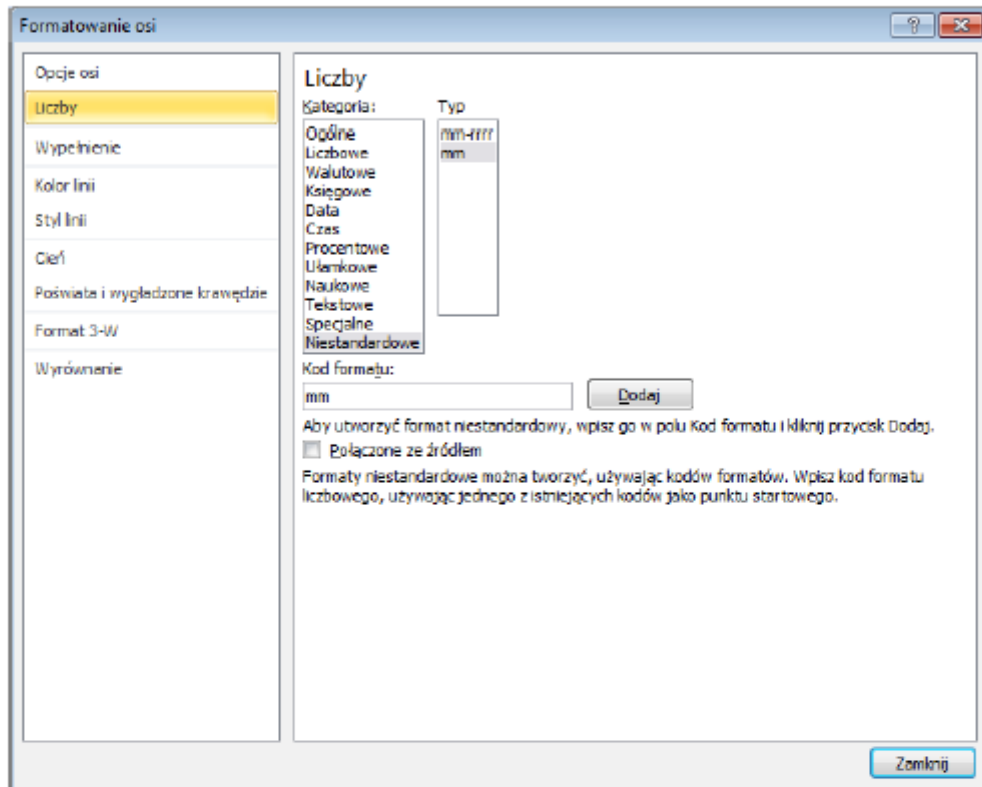 Formatowanie osi
Opcje osi
Liczby
Wypełnienie
Kolor linii
Styl linii
Cień
Poświata i wygładzone krawędzie
Format 3-W
Wyrównanie
Liczby
Kategoria:
Ogólne
Liczbowe
Walutowe
Księgowe
Data
Czas
Procentowe
Ułamkowe
Naukowe
Tekstowe
Specjalne
Niestandardowe
Typ
mm-rrrr
mm
Kod formatu:
mm
Dodaj
Aby utworzyć format niestandardowy, wpisz go w polu Kod formatu i kliknij przycisk Dodaj.
Połączone ze źródłem
Formaty niestandardowe można tworzyć, używając kodów formatów. Wpisz kod formatu
liczbowego, używając jednego z istniejących kodów jako punktu startowego.
Zamknij